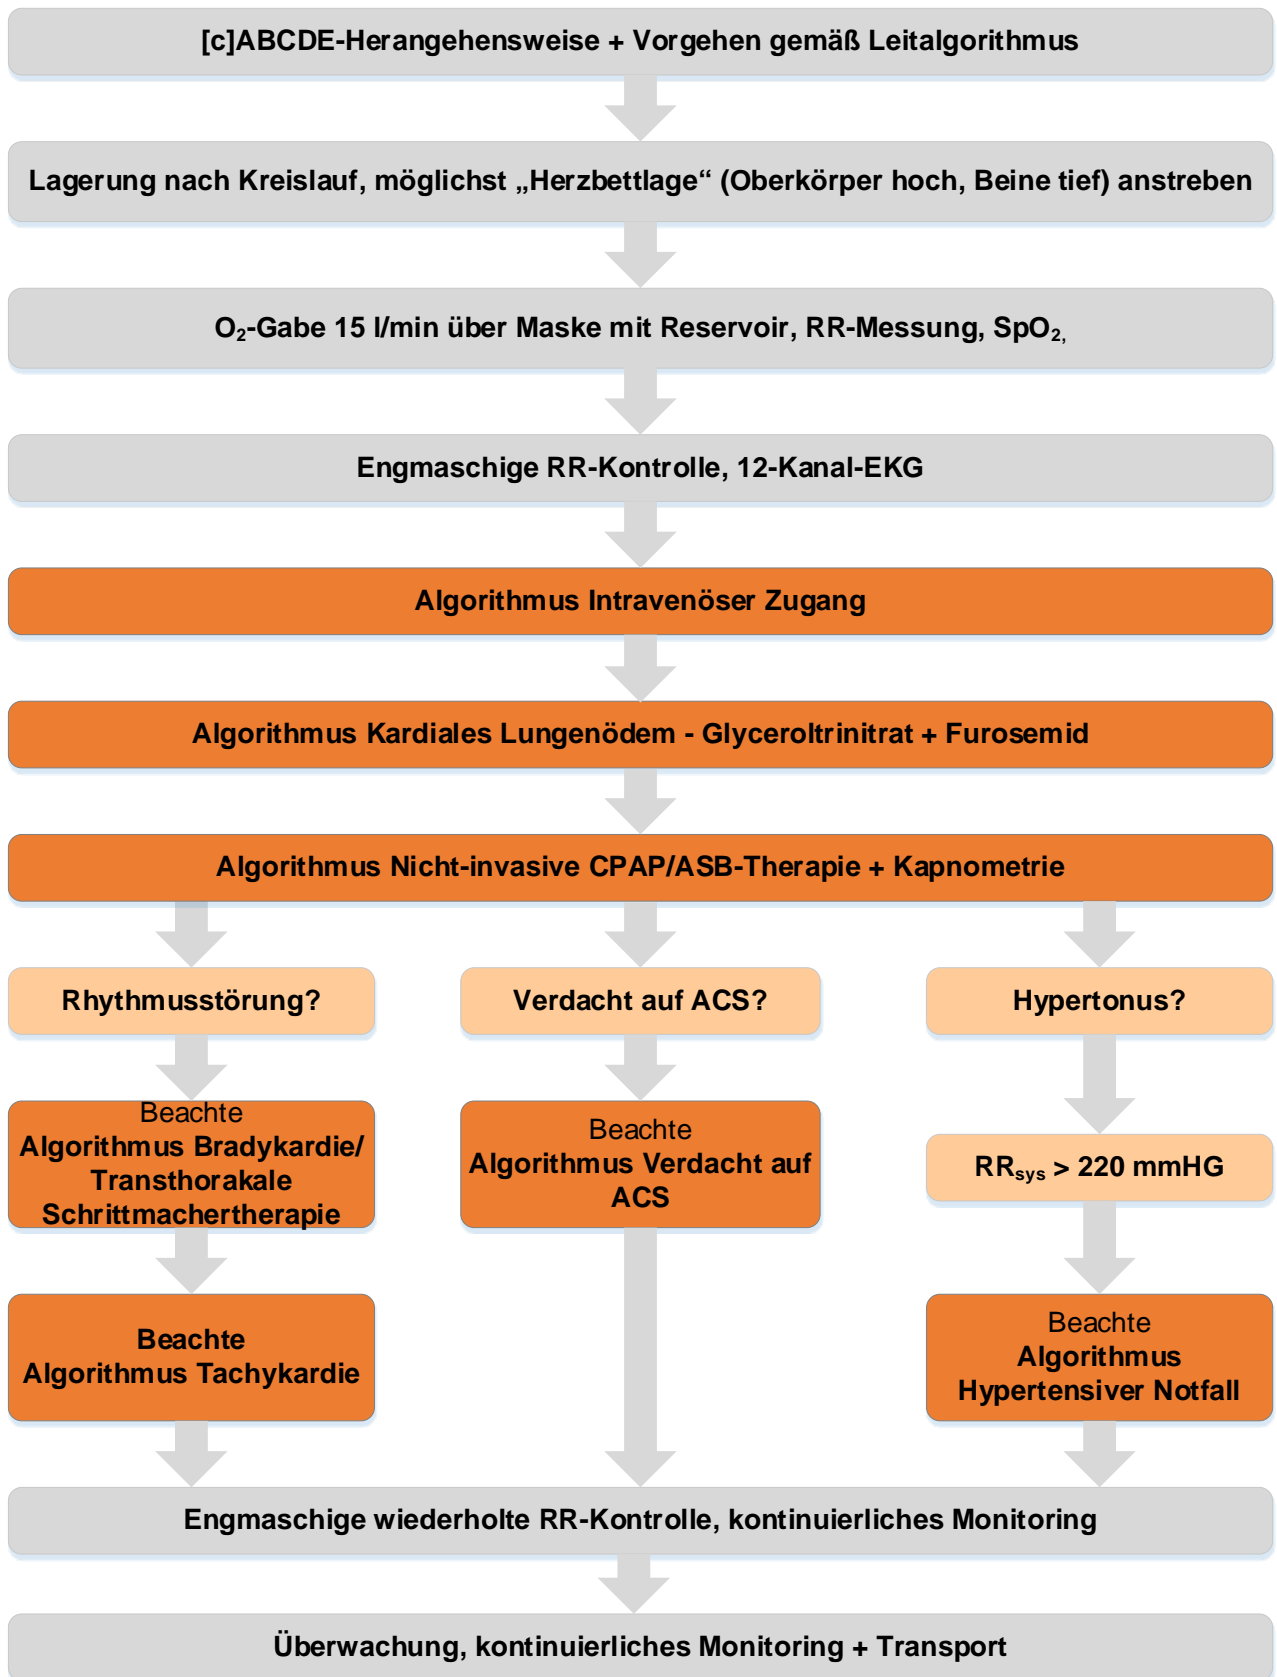 [c]ABCDE-Herangehensweise + Vorgehen gemäß Leitalgorithmus
Lagerung nach Kreislauf, möglichst „Herzbettlage“ (Oberkörper hoch, Beine tief) anstreben
O₂-Gabe 15 l/min über Maske mit Reservoir, RR-Messung, SpO₂,
Engmaschige RR-Kontrolle, 12-Kanal-EKG
Algorithmus Intravenöser Zugang
Algorithmus Kardiales Lungenödem - Glyceroltrinitrat + Furosemid
Algorithmus Nicht-invasive CPAP/ASB-Therapie + Kapnometrie
Rhythmusstörung?
Beachte
Algorithmus Bradykardie/
Transthorakale
Schrittmachertherapie
Beachte
Algorithmus Tachykardie
Verdacht auf ACS?
Beachte
Algorithmus Verdacht auf
ACS
Hypertonus?
RRsys > 220 mmHG
Beachte
Algorithmus
Hypertensiver Notfall
Engmaschige wiederholte RR-Kontrolle, kontinuierliches Monitoring
Überwachung, kontinuierliches Monitoring + Transport